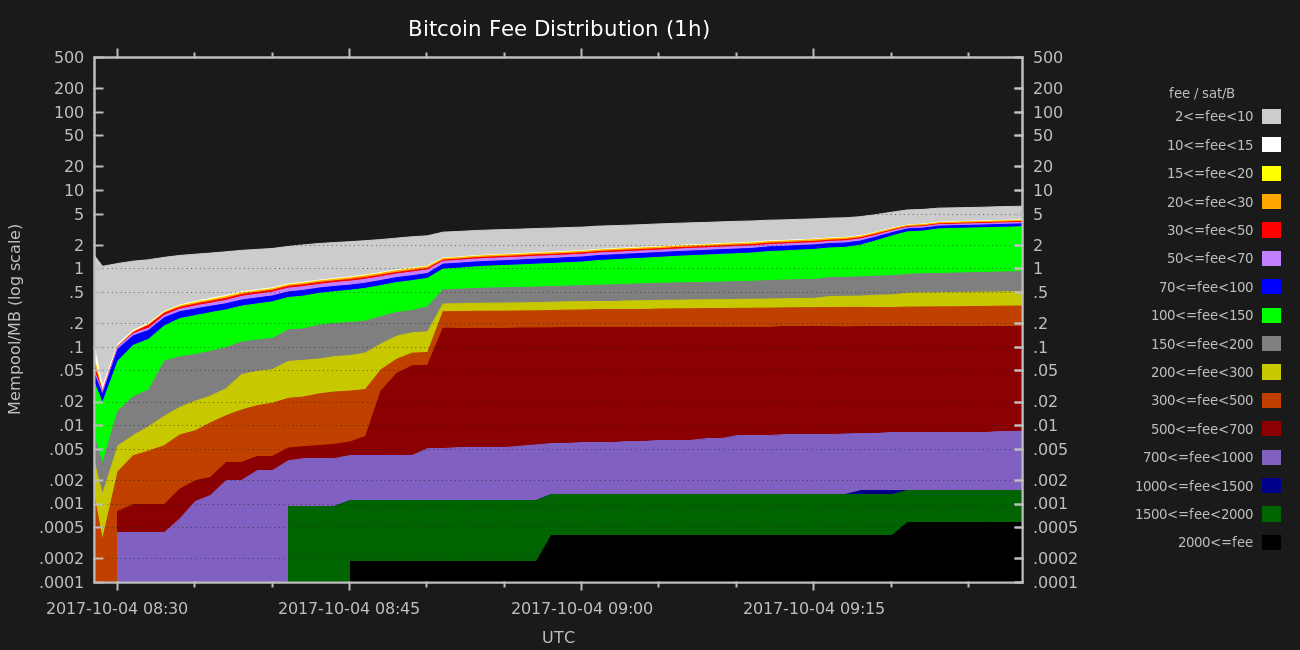 Bitcoin Fee Distribution (1h)
Mempool/MB (log scale)
500
200
100
50
20
10
5
2
1
.5
.2
.1
.05
.02
.01
.005
.002
.001
.0005
.0002
.0001
500
200
100
50
20
10
5
2
1
.5
.2
.1
.05
.02
.01
.005
.002
.001
.0005
.0002
.0001
2017-10-04 08:30
2017-10-04 08:45
2017-10-04 09:00
2017-10-04 09:15
UTC
fee / sat/B
2<=fee<10
10<=fee<15
15<=fee<20
20<=fee<30
30<=fee<50
50<=fee<70
70<=fee<100
100<=fee<150
150<=fee<200
200<=fee<300
300<=fee<500
500<=fee<700
700<=fee<1000
1000<=fee<1500
1500<=fee<2000
2000<=fee